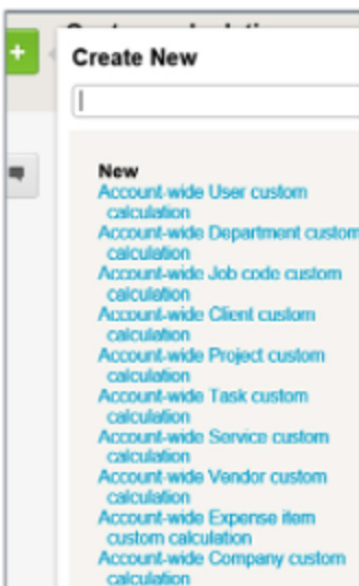 Create New
New
Account-wide User custom
calculation
Account-wide Department custom
calculation
Account-wide Job code custom
calculation
Account-wide Client custom
calculation
Account-wide Project custom
calculation
Account-wide Task custom
calculation
Account-wide Service custom
calculation
Account-wide Vendor custom
calculation
Account-wide Expense item
custom calculation
Account-wide Company custom
calculation